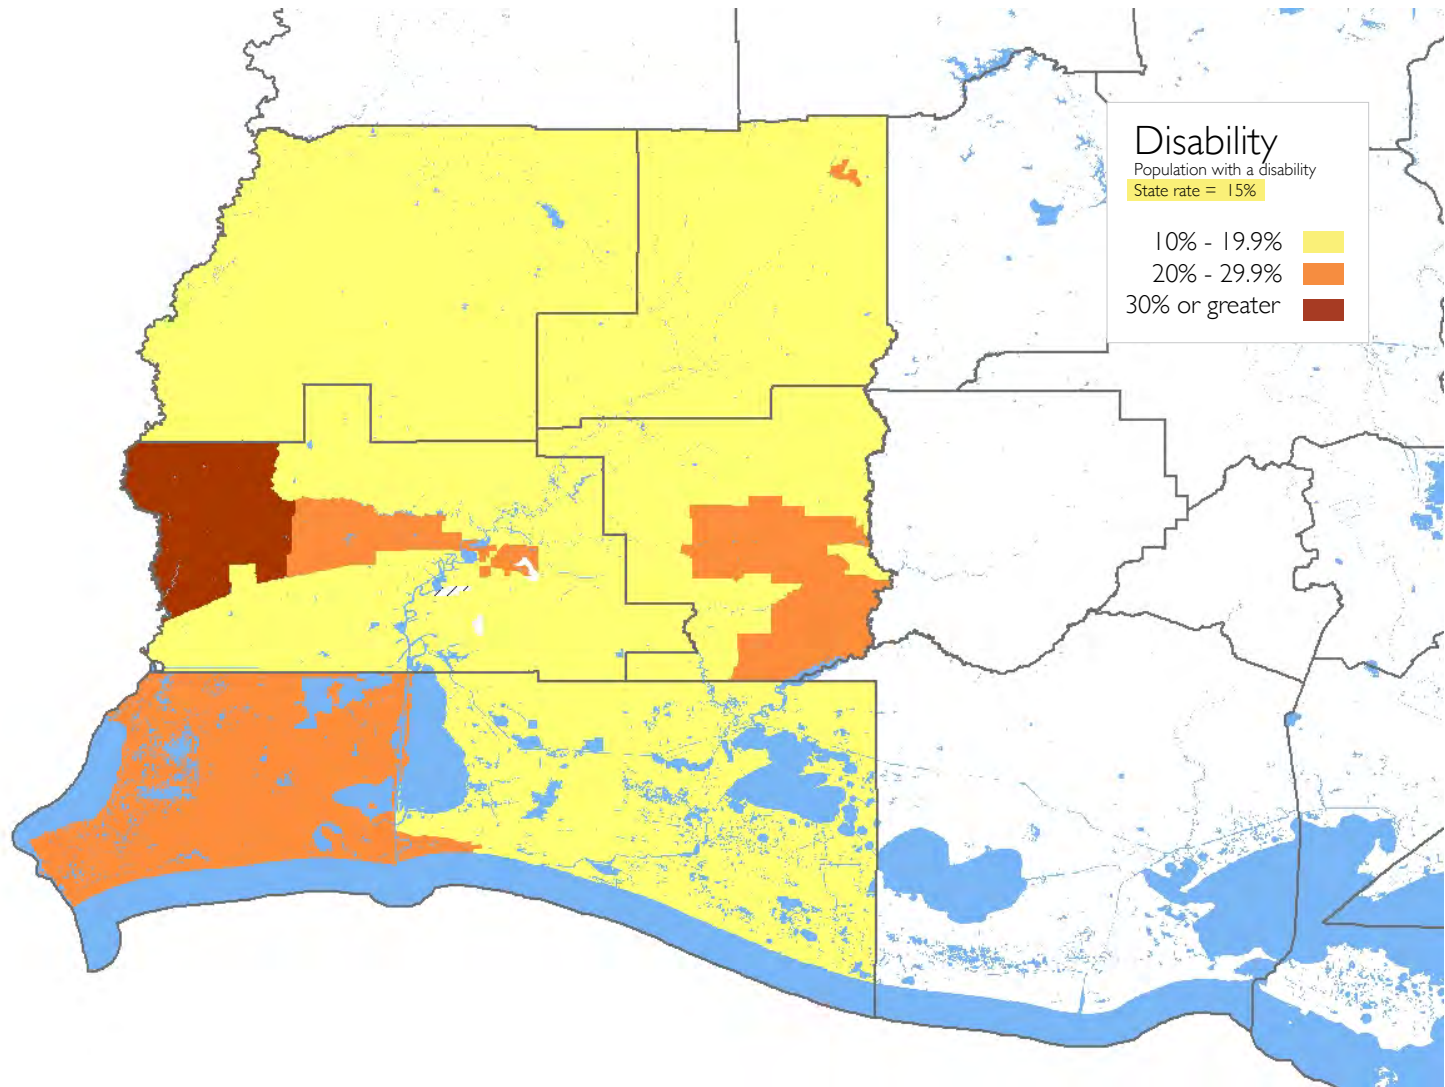 Disability
Population with a disability
State rate = 15%
10% - 19.9%
20% - 29.9%
30% or greater